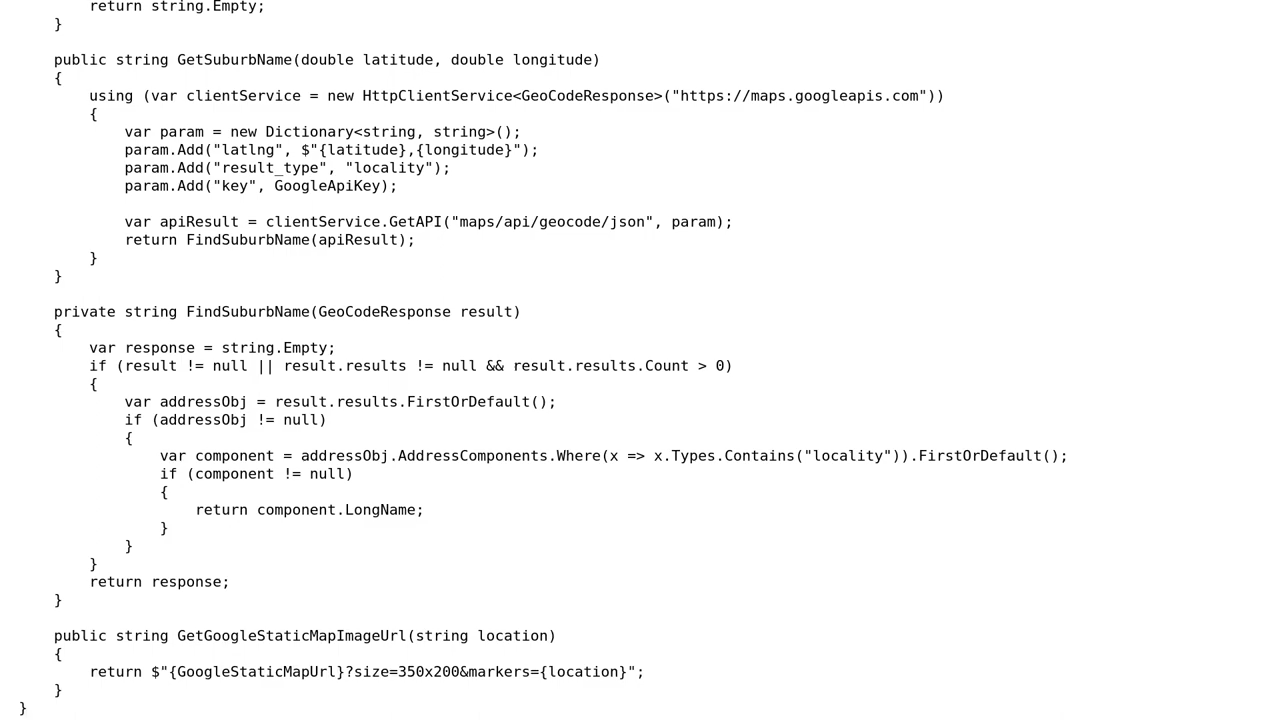 return string.Empty;
}
public string GetSuburbName(double latitude, double longitude)
{
using (var clientService = new HttpClientService<GeoCodeResponse>("https://maps.googleapis.com"))
{
var param = new Dictionary<string, string>();
param.Add("latlng", $"{latitude},{longitude}");
param.Add("result_type", "locality");
param.Add("key", GoogleApiKey);
var apiResult = clientService.GetAPI("maps/api/geocode/json", param);
return FindSuburbName(apiResult);
}
}
private string FindSuburbName(GeoCodeResponse result)
{
var response = string.Empty;
if (result != null || result.results != null && result.results.Count > 0)
{
var addressObj = result.results.FirstOrDefault();
if (addressObj != null)
{
var component = addressObj.AddressComponents.Where(x => x.Types.Contains("locality")).FirstOrDefault();
if (component != null)
{
return component.LongName;
}
}
}
return response;
}
public string GetGoogleStaticMapImageUrl(string location)
{
return $"{GoogleStaticMapUrl}?size=350x200&markers={location}";
}
}